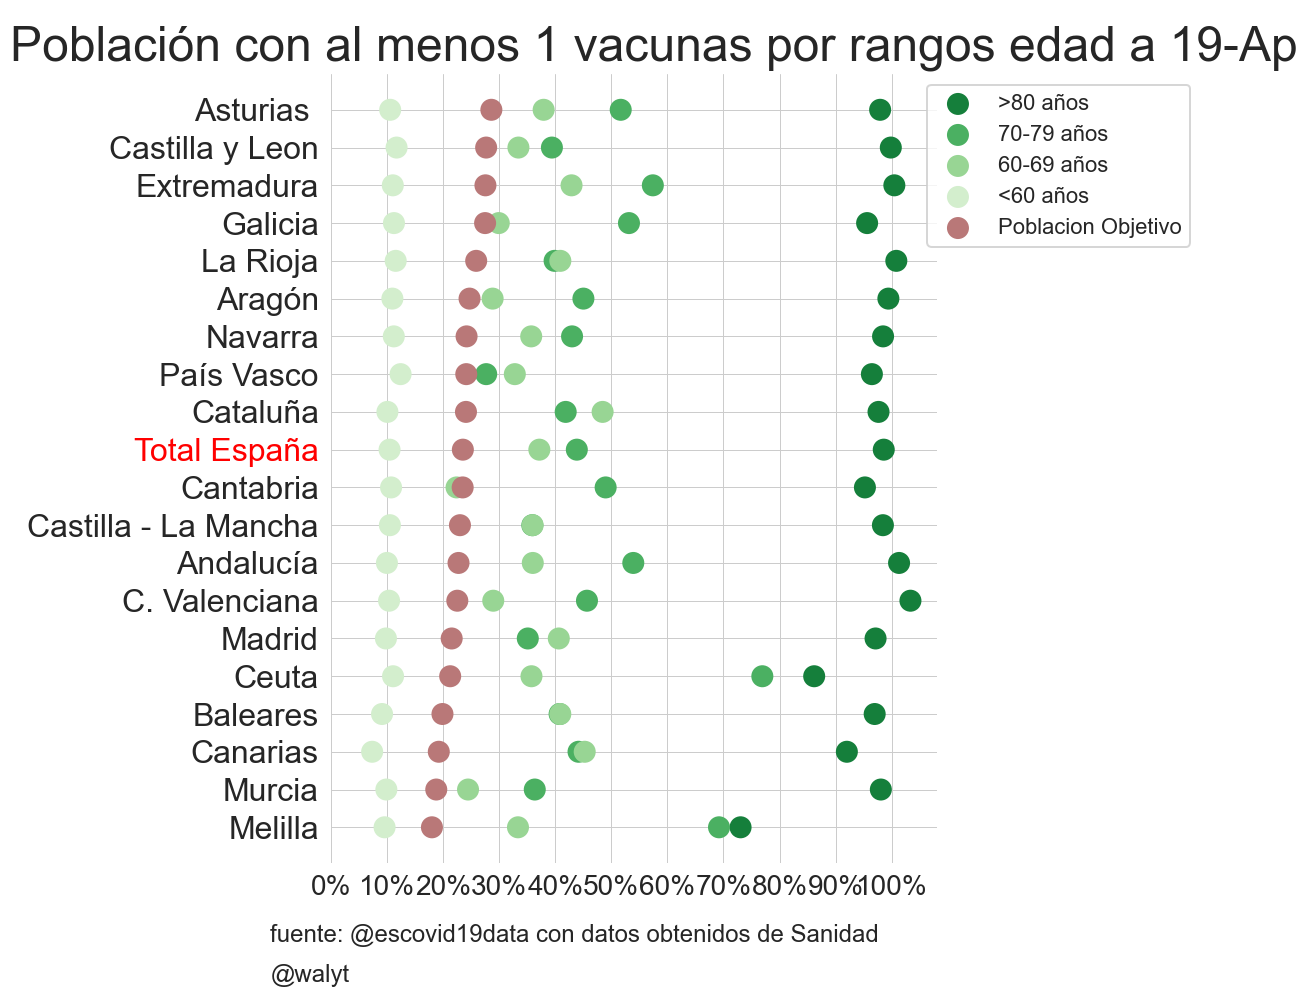 Población con al menos 1 vacunas por rangos edad a 19-Ap
>80 años
70-79 años
60-69 años
<60 años
Poblacion Objetivo
Asturias
Castilla y Leon
Extremadura
Galicia
La Rioja
Aragón
Navarra
País Vasco
Cataluña
Total España
Cantabria
Castilla - La Mancha
Andalucía
C. Valenciana
Madrid
Ceuta
Baleares
Canarias
Murcia
Melilla
0% 10% 20% 30% 40% 50% 60% 70% 80% 90% 100%
fuente: @escovid19data con datos obtenidos de Sanidad
@walyt